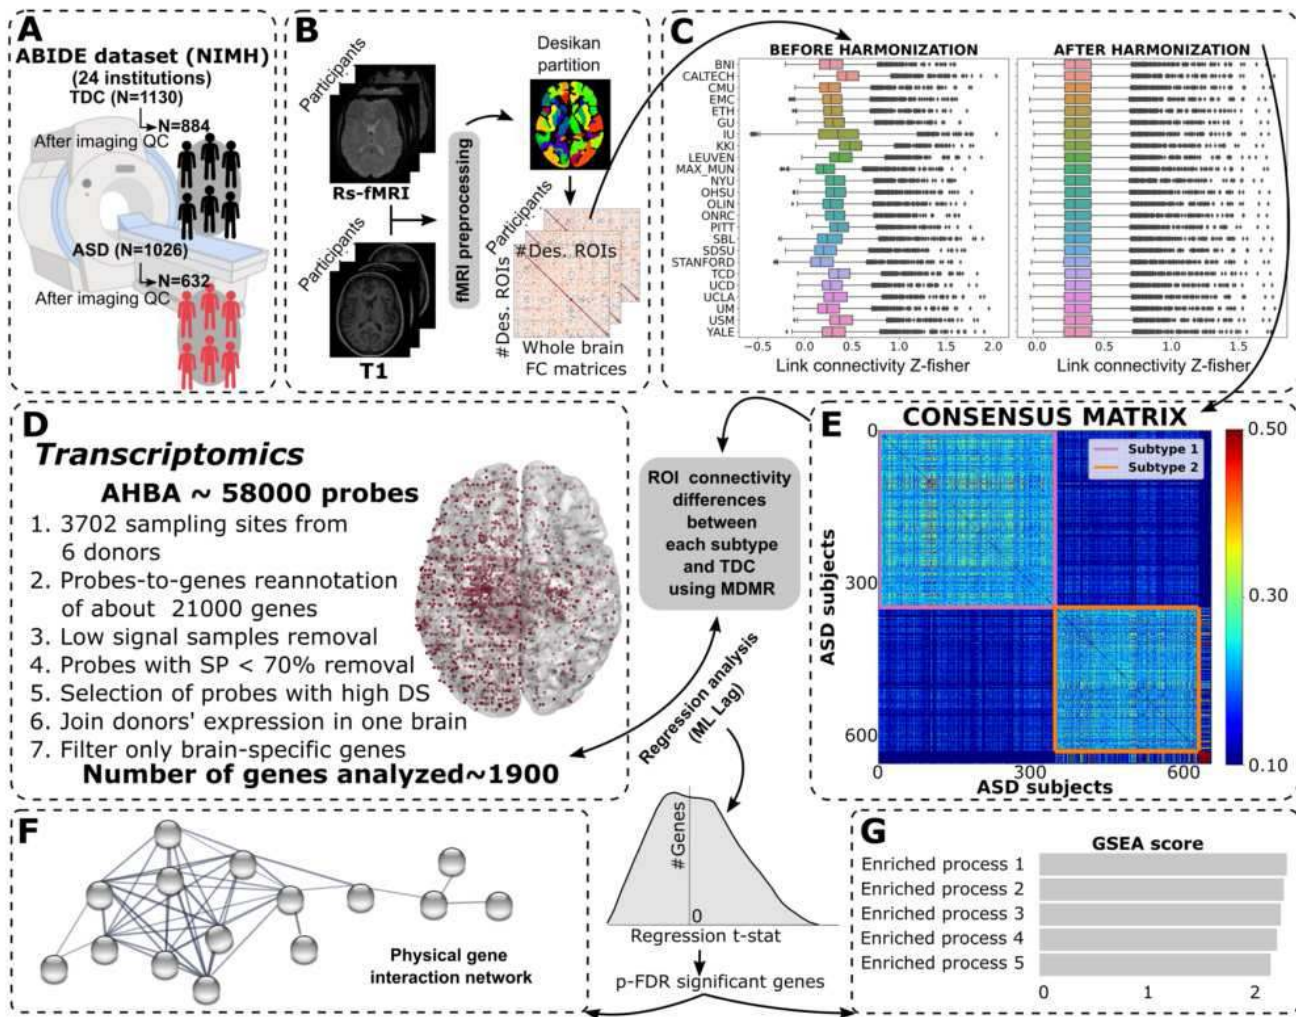 A
ABIDE dataset (NIMH)
(24 institutions)
TDC (N=1130)
N=884
After imaging QC
ASD (N=1026)
N=632
After imaging QC
B
Participants
Rs-fMRI
Participants
T1
fMRI preprocessing
Desikan
partition
Participants
#Des. ROIs
#Des. ROIs
Whole brain
FC matrices
C
BEFORE HARMONIZATION
BNI
CALTECH
CMU
EMC
ETH
GU
IU
KKI
LEUVEN
MAX_MUN
NYU
OHSU
OLIN
ONRC
PITT
SBL
SDSU
STANFORD
TCD
UCD
UCLA
UM
USM
YALE
−0.5 0.0 0.5 1.0 1.5 2.0
Link connectivity Z-fisher
AFTER HARMONIZATION
0.0 0.5 1.0 1.5
Link connectivity Z-fisher
D
Transcriptomics
AHBA ~ 58000 probes
1. 3702 sampling sites from
6 donors
2. Probes-to-genes reannotation
of about 21000 genes
3. Low signal samples removal
4. Probes with SP < 70% removal
5. Selection of probes with high DS
6. Join donors' expression in one brain
7. Filter only brain-specific genes
Number of genes analyzed~1900
ROI connectivity
differences
between
each subtype
and TDC
using MDMR
Regression analysis
(ML Lag)
E
CONSENSUS MATRIX
Subtype 1
Subtype 2
0
300
600
ASD subjects
0 300 600
ASD subjects
0.50
0.30
0.10
F
Physical gene
interaction network
#Genes
0
Regression t-stat
p-FDR significant genes
G
GSEA score
Enriched process 1
Enriched process 2
Enriched process 3
Enriched process 4
Enriched process 5
0 1 2